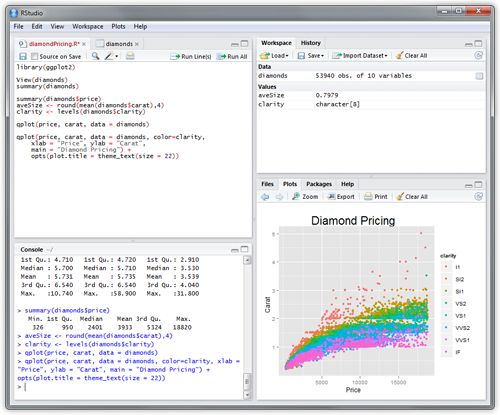 RStudio
File Edit View Workspace Plots Help
diamondPricing.R* diamonds
Source on Save Run Line(s) Run All
library(ggplot2)
View(diamonds)
summary(diamonds)
summary(diamonds$price)
aveSize <- round(mean(diamonds$carat),4)
clarity <- levels(diamonds$clarity)
qplot(price, carat, data = diamonds)
qplot(price, carat, data = diamonds, color=clarity,
xlab = "Price", ylab = "Carat",
main = "Diamond Pricing") +
opts(plot.title = theme_text(size = 22))
Console ~/
1st Qu.: 4.710 1st Qu.: 4.720 1st Qu.: 2.910
Median : 5.700 Median : 5.710 Median : 3.530
Mean : 5.731 Mean : 5.735 Mean : 3.539
3rd Qu.: 6.540 3rd Qu.: 6.540 3rd Qu.: 4.040
Max. :10.740 Max. :58.900 Max. :31.800
> summary(diamonds$price)
Min. 1st Qu. Median Mean 3rd Qu. Max.
326 950 2401 3933 5324 18820
> aveSize <- round(mean(diamonds$carat),4)
> clarity <- levels(diamonds$clarity)
> qplot(price, carat, data = diamonds)
> qplot(price, carat, data = diamonds, color=clarity, xlab =
"Price", ylab = "Carat", main = "Diamond Pricing") +
opts(plot.title = theme_text(size = 22))
>
Workspace History
Load Save Import Dataset Clear All
Data
diamonds 53940 obs. of 10 variables
Values
aveSize 0.7979
clarity character[8]
Files Plots Packages Help
Zoom Export Print Clear All
Diamond Pricing
Carat
5
4
3
2
1
5000 10000 15000
Price
clarity
I1
SI2
SI1
VS2
VS1
VVS2
VVS1
IF